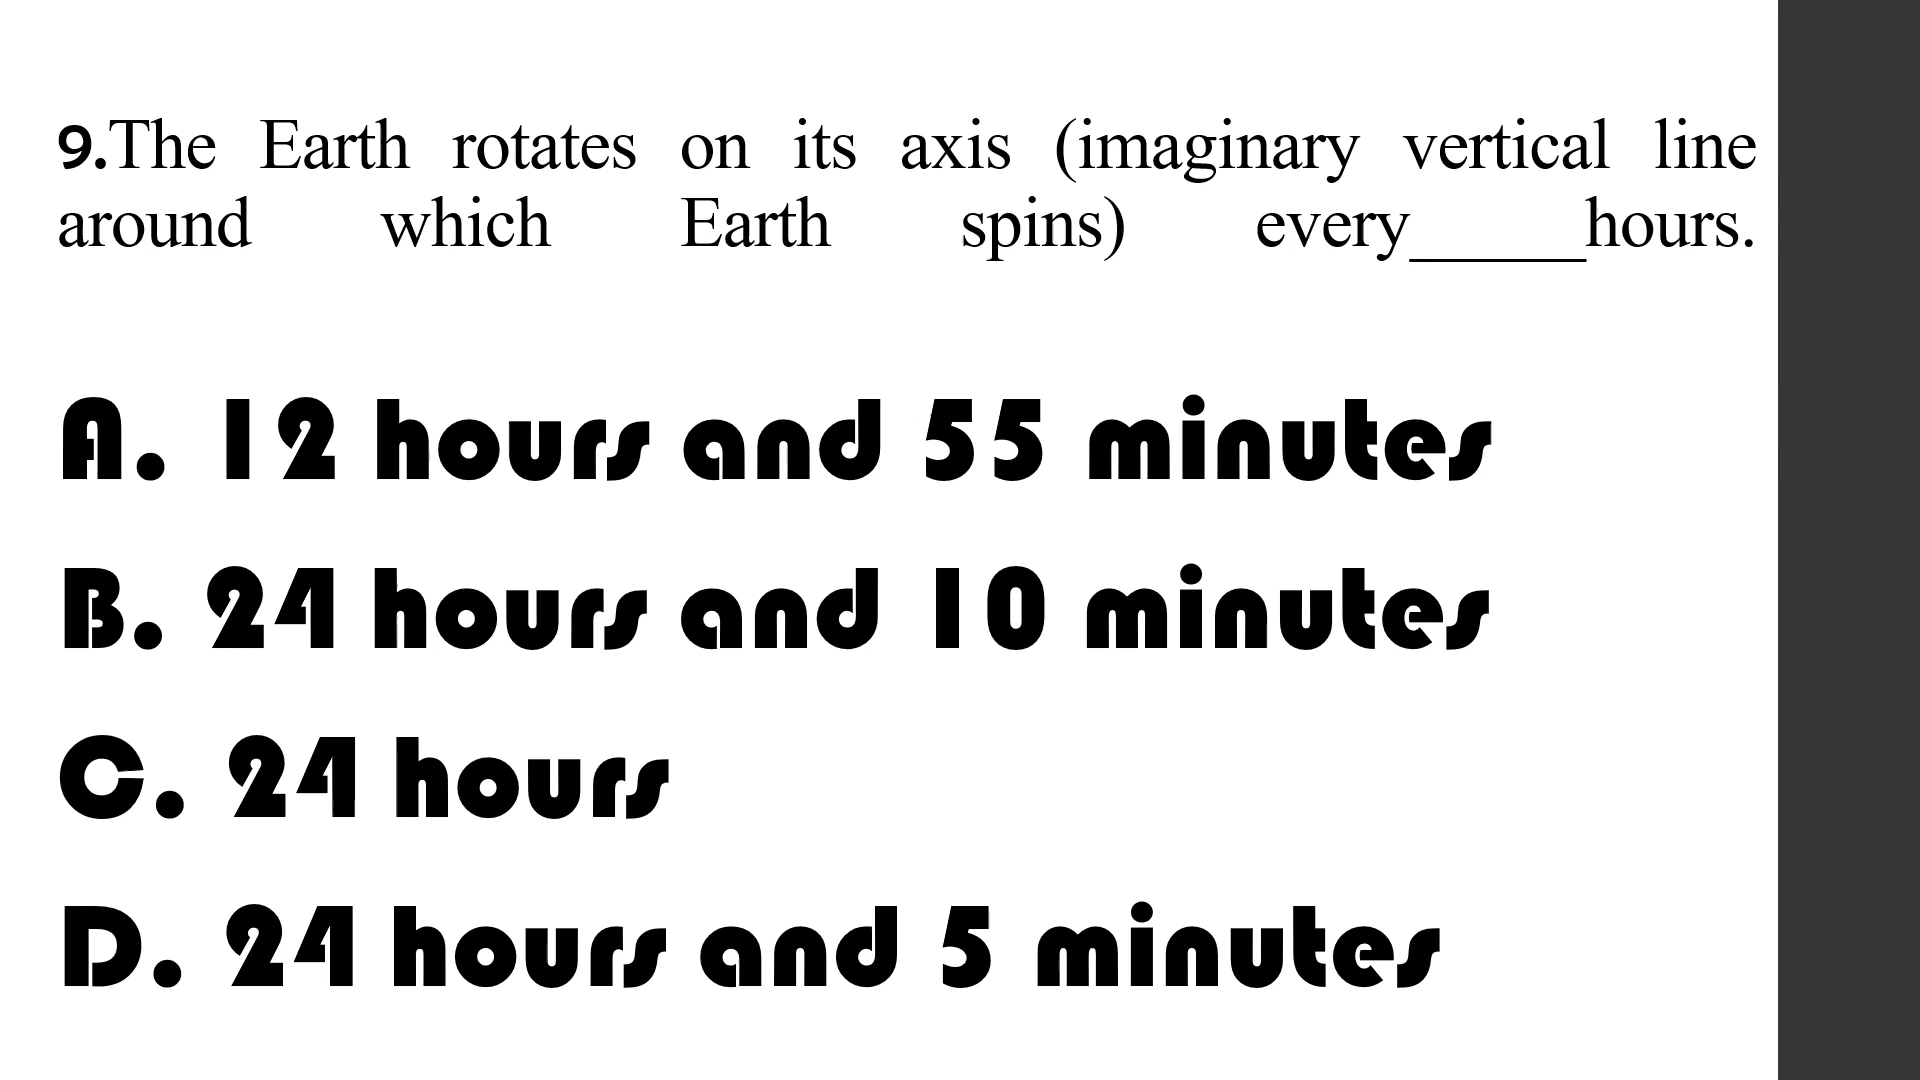 9.The Earth rotates on its axis (imaginary vertical line
around which Earth spins) every______hours.
A. 12 hours and 55 minutes
B. 24 hours and 10 minutes
C. 24 hours
D. 24 hours and 5 minutes